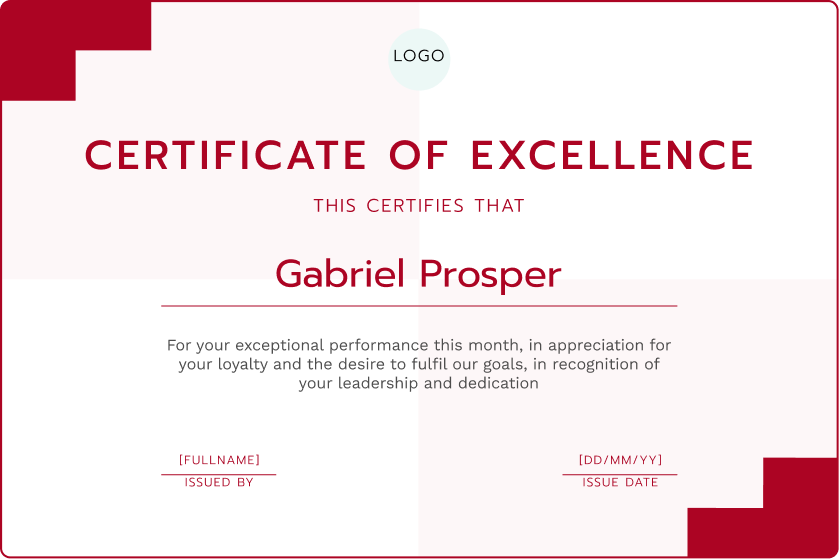 LOGO
CERTIFICATE OF EXCELLENCE
THIS CERTIFIES THAT
Gabriel Prosper
For your exceptional performance this month, in appreciation for
your loyalty and the desire to fulfil our goals, in recognition of
your leadership and dedication
[FULLNAME]
ISSUED BY
[DD/MM/YY]
ISSUE DATE